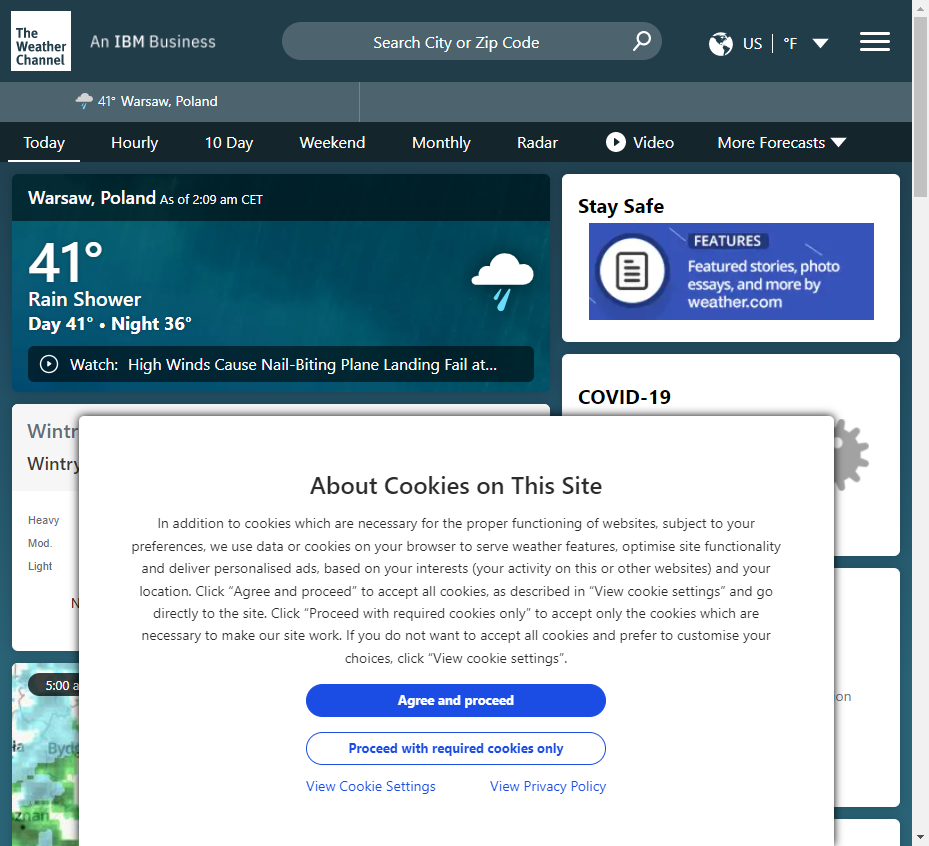 The
Weather
Channel
An IBM Business
Search City or Zip Code
US
°F
41° Warsaw, Poland
Today
Hourly
10 Day
Weekend
Monthly
Radar
Video
More Forecasts
Warsaw, Poland As of 2:09 am CET
41°
Rain Shower
Day 41° • Night 36°
Watch: High Winds Cause Nail-Biting Plane Landing Fail at...
Stay Safe
FEATURES
Featured stories, photo
essays, and more by
weather.com
COVID-19
Heavy
Mod.
Light
5:00
About Cookies on This Site
In addition to cookies which are necessary for the proper functioning of websites, subject to your
preferences, we use data or cookies on your browser to serve weather features, optimise site functionality
and deliver personalised ads, based on your interests (your activity on this or other websites) and your
location. Click “Agree and proceed” to accept all cookies, as described in “View cookie settings” and go
directly to the site. Click “Proceed with required cookies only” to accept only the cookies which are
necessary to make our site work. If you do not want to accept all cookies and prefer to customise your
choices, click “View cookie settings”.
Agree and proceed
Proceed with required cookies only
View Cookie Settings
View Privacy Policy